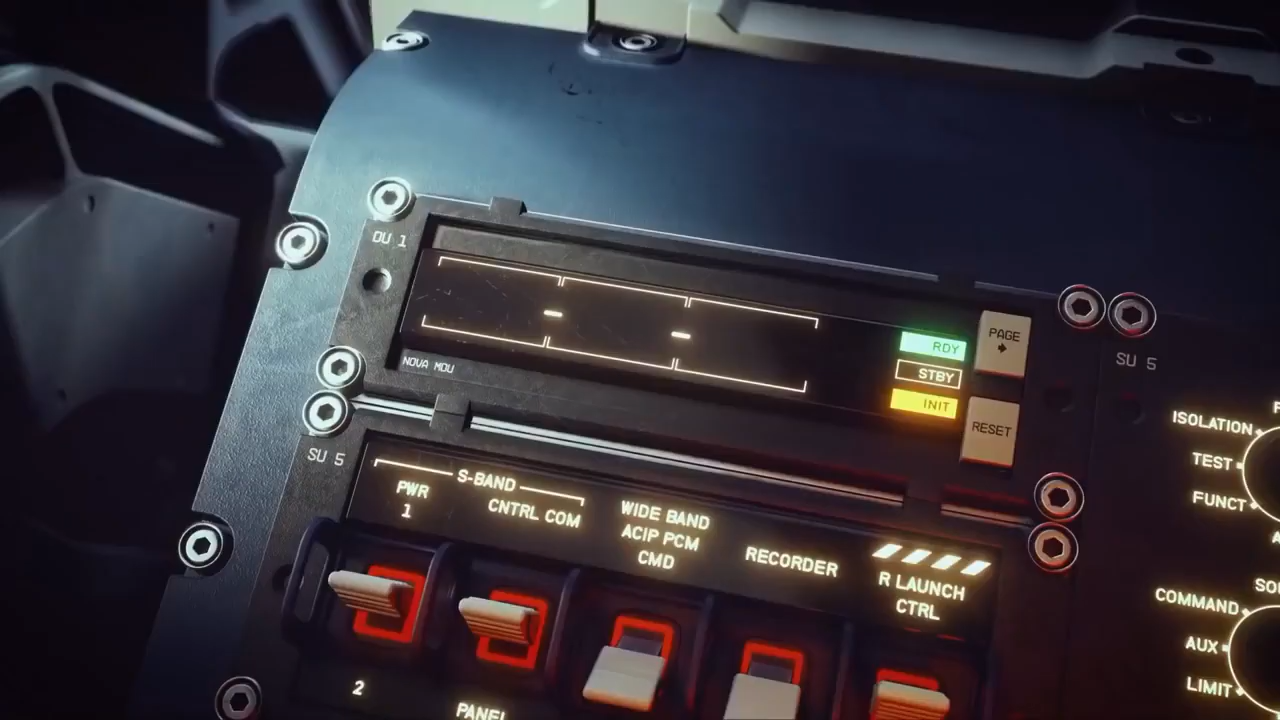 DU 1
NOVA MDU
RDY
STBY
INIT
PAGE
RESET
SU 5
SU 5
S-BAND
PWR
1
CNTRL COM
WIDE BAND
ACIP PCM
CMD
RECORDER
R LAUNCH
CTRL
2
PANEL
ISOLATION
TEST
FUNCT
COMMAND
AUX
LIMIT